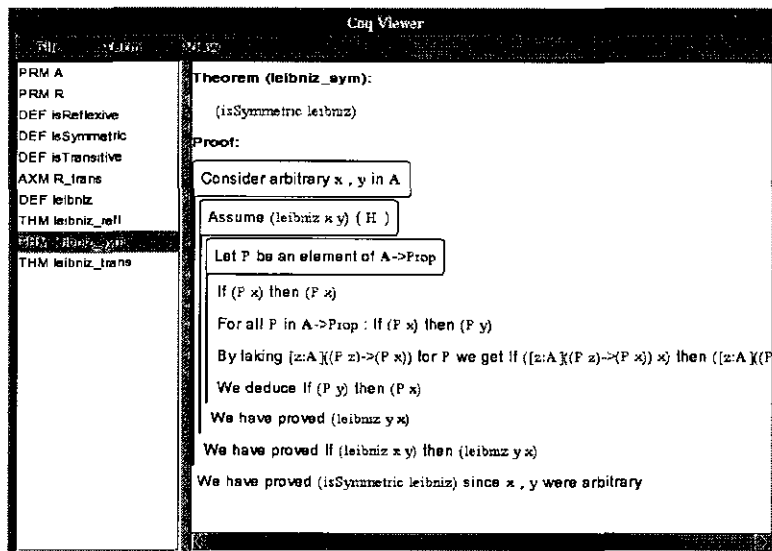 Coq Viewer
PRM A
PRM R
DEF isReflexive
DEF isSymmetric
DEF isTransitive
AXM R_trans
DEF leibniz
THM leibniz_refl
THM leibniz_sym
THM leibniz_trans
Theorem (leibniz_sym):
(isSymmetric leibniz)
Proof:
Consider arbitrary x , y in A
Assume (leibniz x y) ( H )
Let P be an element of A->Prop
If (P x) then (P x)
For all P in A->Prop : If (P x) then (P y)
By taking [z:A]((P z)->(P x)) for P we get If ([z:A]((P z)->(P x)) x) then ([z:A]((P
We deduce If (P y) then (P x)
We have proved (leibniz y x)
We have proved If (leibniz x y) then (leibniz y x)
We have proved (isSymmetric leibniz) since x , y were arbitrary